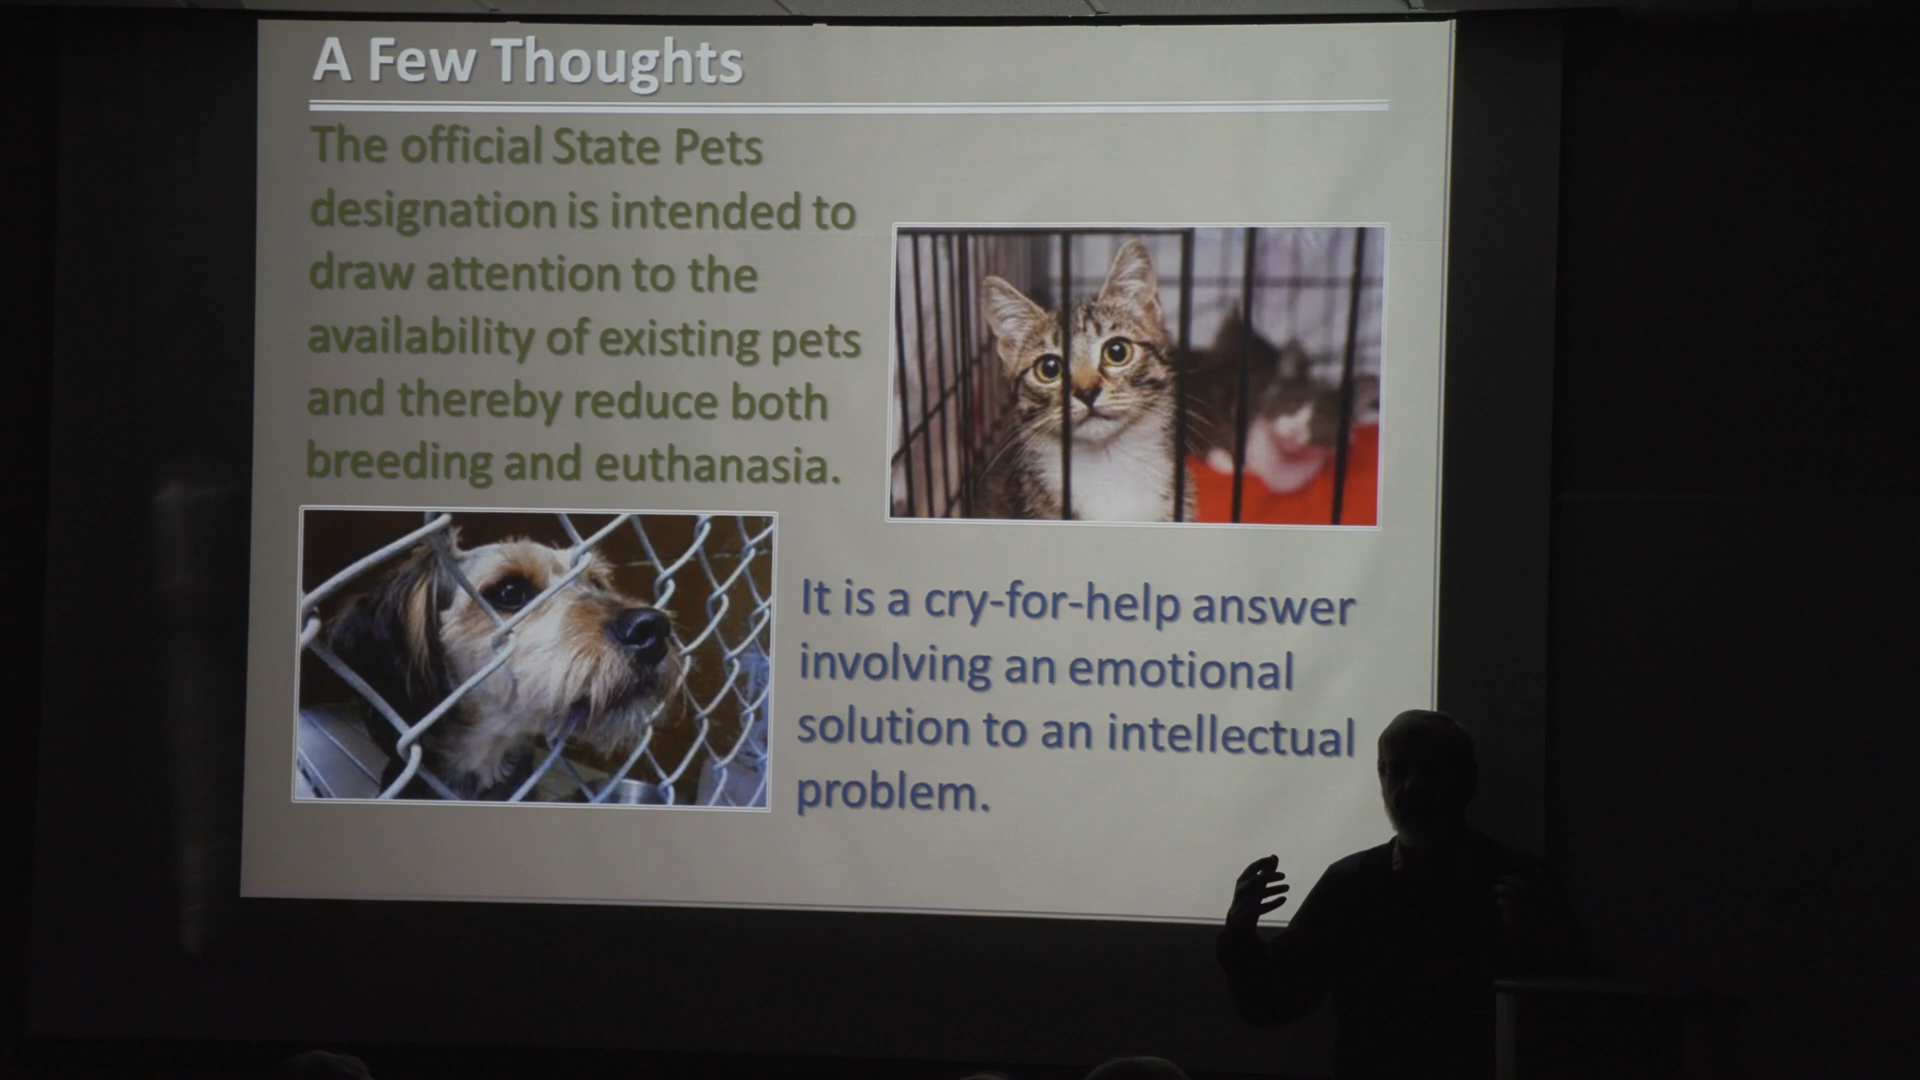 A Few Thoughts
The official State Pets
designation is intended to
draw attention to the
availability of existing pets
and thereby reduce both
breeding and euthanasia.
It is a cry-for-help answer
involving an emotional
solution to an intellectual
problem.